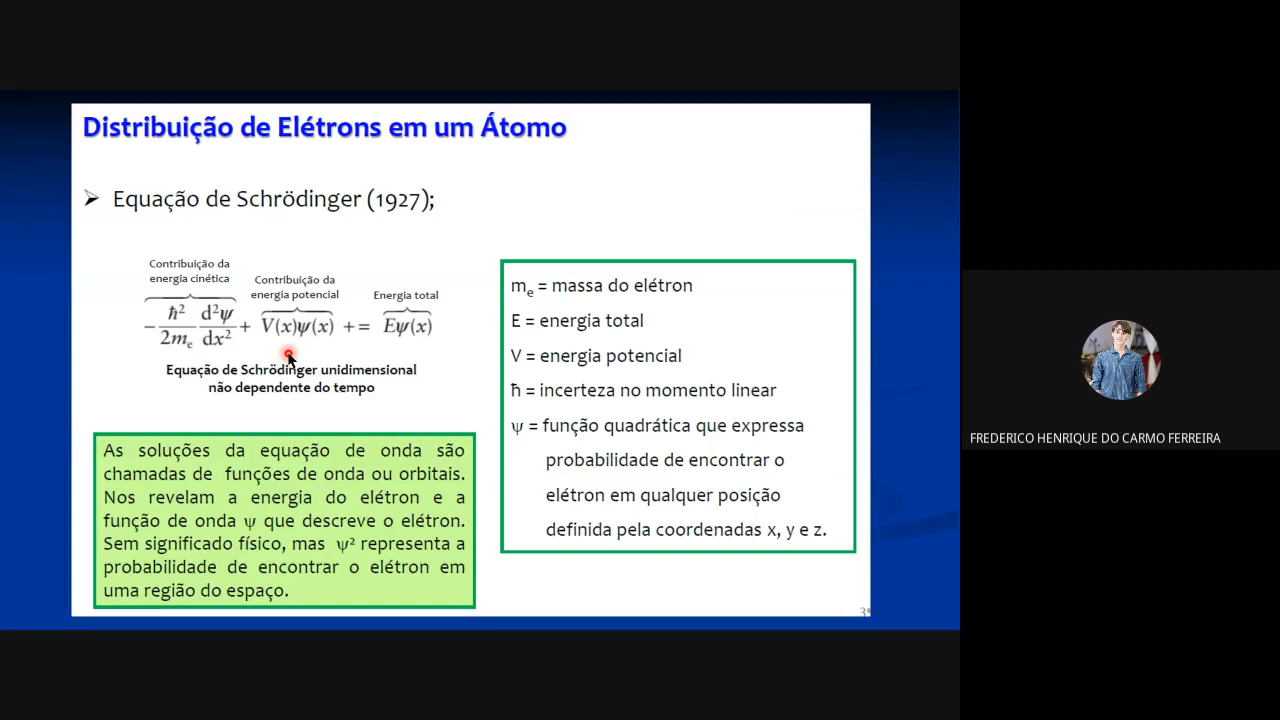 Distribuição de Elétrons em um Átomo
➢ Equação de Schrödinger (1927);
Contribuição da
energia cinética
Contribuição da
energia potencial
Energia total
−ħ²/2mₑ d²ψ/dx² + V(x)ψ(x) + = Eψ(x)
Equação de Schrödinger unidimensional
não dependente do tempo
As soluções da equação de onda são
chamadas de funções de onda ou orbitais.
Nos revelam a energia do elétron e a
função de onda ψ que descreve o elétron.
Sem significado físico, mas ψ² representa a
probabilidade de encontrar o elétron em
uma região do espaço.
mₑ = massa do elétron
E = energia total
V = energia potencial
ħ = incerteza no momento linear
ψ = função quadrática que expressa
probabilidade de encontrar o
elétron em qualquer posição
definida pela coordenadas x, y e z.
FREDERICO HENRIQUE DO CARMO FERREIRA